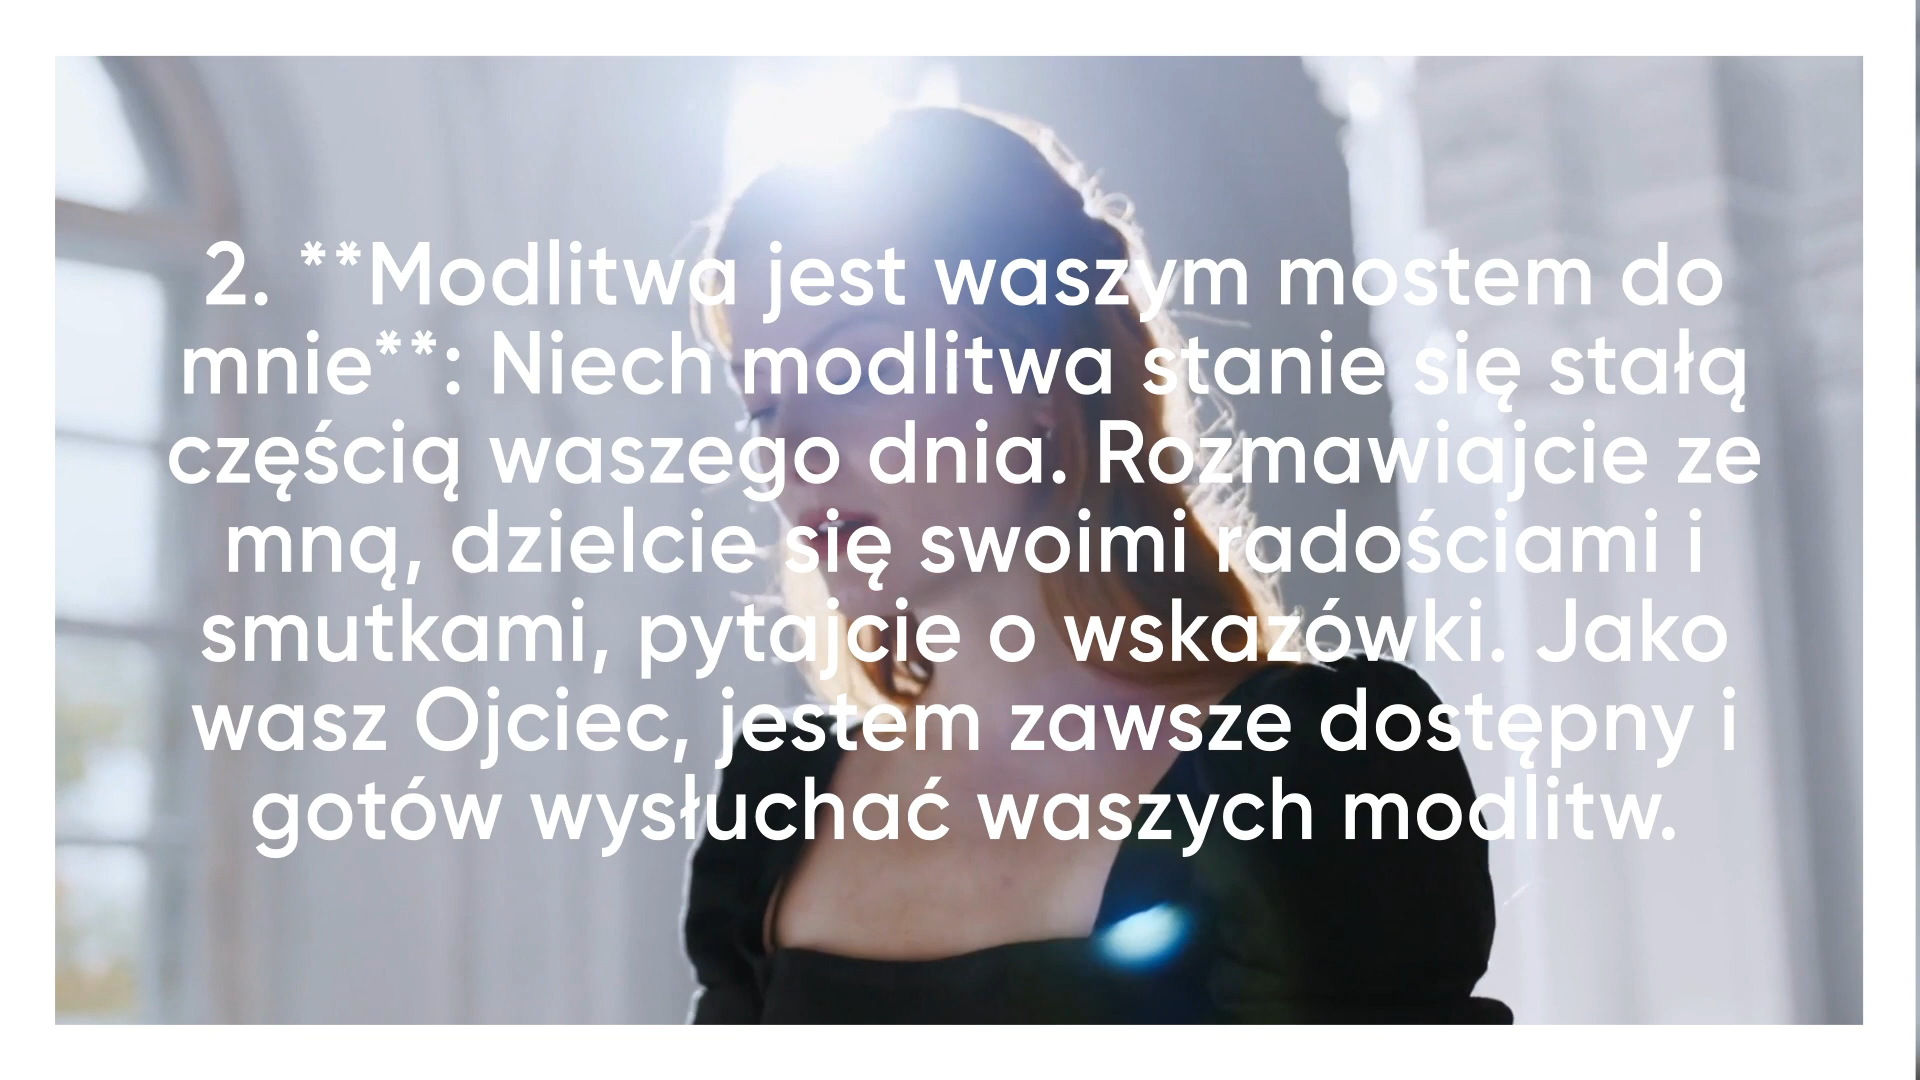 2. **Modlitwa jest waszym mostem do
mnie**: Niech modlitwa stanie się stałą
częścią waszego dnia. Rozmawiajcie ze
mną, dzielcie się swoimi radościami i
smutkami, pytajcie o wskazówki. Jako
wasz Ojciec, jestem zawsze dostępny i
gotów wysłuchać waszych modlitw.